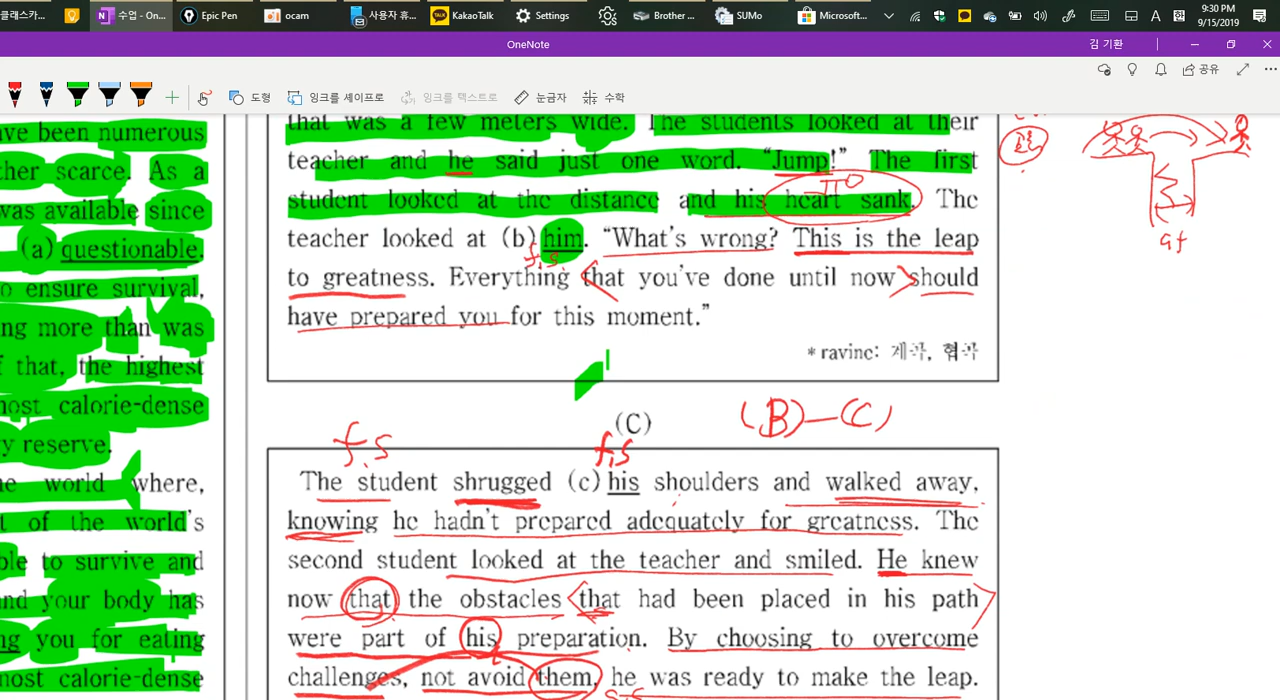 클래스카...
수업 - On...
Epic Pen
ocam
사용자 휴...
KakaoTalk
Settings
Brother ...
SUMo
Microsoft...
A
9:30 PM
9/15/2019
OneNote
김 기환
공유
도형
잉크를 셰이프로
잉크를 텍스트로
눈금자
수학
ave been numerous
ther scarce. As a
was available since
(a) questionable.
o ensure survival,
ng more than was
f that, the highest
most calorie-dense
y reserve.
e world where,
t of the world's
ble to survive and
and your body has
ng you for eating
most calorie-dense
that was a few meters wide. The students looked at their
teacher and he said just one word. “Jump!” The first
student looked at the distance and his heart sank. The
teacher looked at (b) him. “What's wrong? This is the leap
f.s.
to greatness. Everything that you've done until now should
have prepared you for this moment.”
* ravine: 계곡, 협곡
(C)
(B)-(C)
f.s
f.s
The student shrugged (c) his shoulders and walked away,
knowing he hadn't prepared adequately for greatness. The
second student looked at the teacher and smiled. He knew
now that the obstacles that had been placed in his path
were part of his preparation. By choosing to overcome
challenges, not avoid them, he was ready to make the leap.